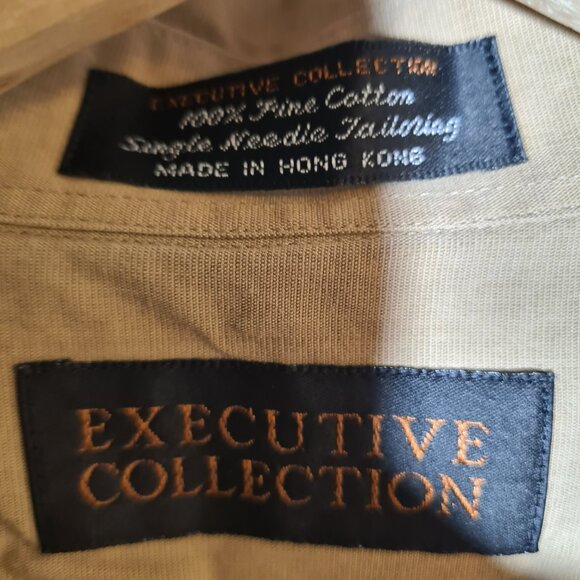 EXECUTIVE COLLECTION
100% Fine Cotton
Single Needle Tailoring
MADE IN HONG KONG
EXECUTIVE
COLLECTION